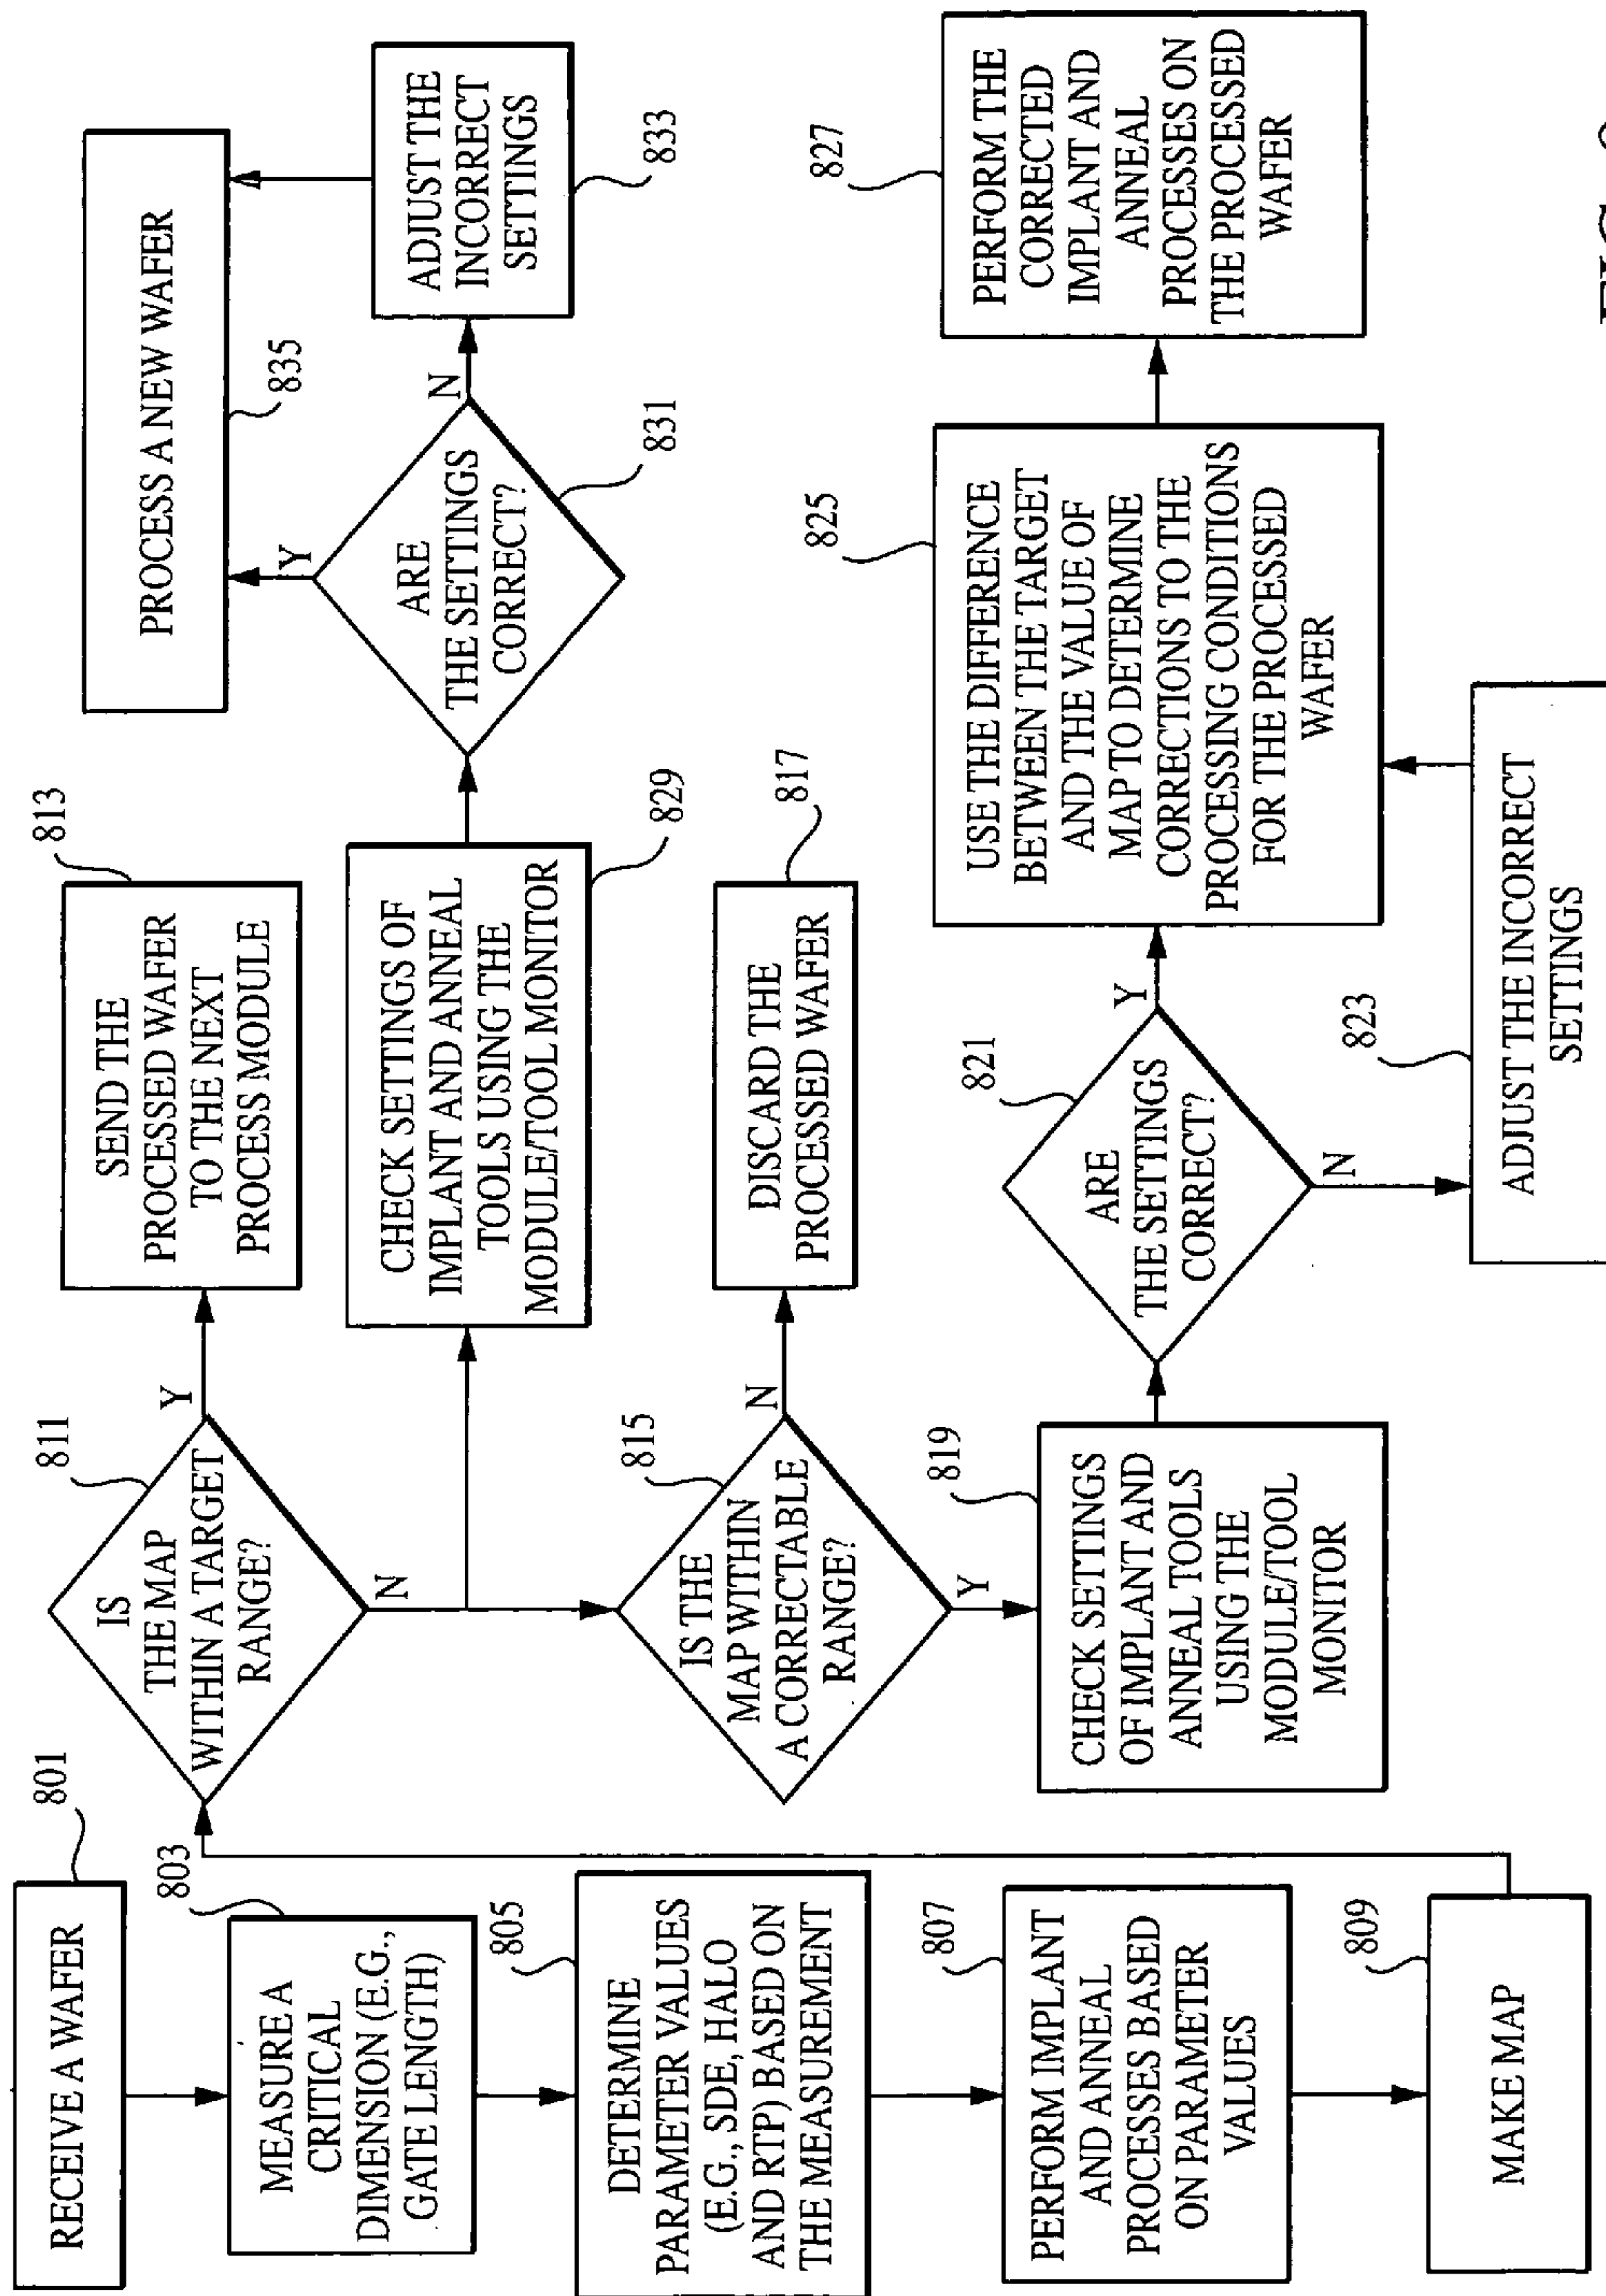 RECEIVE A WAFER
801
MEASURE A
CRITICAL
DIMENSION (E.G.,
GATE LENGTH)
803
DETERMINE
PARAMETER VALUES
(E.G., SDE, HALO
AND RTP) BASED ON
THE MEASUREMENT
805
PERFORM IMPLANT
AND ANNEAL
PROCESSES BASED
ON PARAMETER
VALUES
807
MAKE MAP
809
IS
THE MAP
WITHIN A TARGET
RANGE?
811
Y
N
SEND THE
PROCESSED WAFER
TO THE NEXT
PROCESS MODULE
813
IS THE
MAP WITHIN
A CORRECTABLE
RANGE?
815
N
Y
DISCARD THE
PROCESSED WAFER
817
CHECK SETTINGS
OF IMPLANT AND
ANNEAL TOOLS
USING THE
MODULE/TOOL
MONITOR
819
ARE
THE SETTINGS
CORRECT?
821
Y
N
ADJUST THE INCORRECT
SETTINGS
823
USE THE DIFFERENCE
BETWEEN THE TARGET
AND THE VALUE OF
MAP TO DETERMINE
CORRECTIONS TO THE
PROCESSING CONDITIONS
FOR THE PROCESSED
WAFER
825
PERFORM THE
CORRECTED
IMPLANT AND
ANNEAL
PROCESSES ON
THE PROCESSED
WAFER
827
CHECK SETTINGS OF
IMPLANT AND ANNEAL
TOOLS USING THE
MODULE/TOOL MONITOR
829
ARE
THE SETTINGS
CORRECT?
831
Y
N
ADJUST THE
INCORRECT
SETTINGS
833
PROCESS A NEW WAFER
835